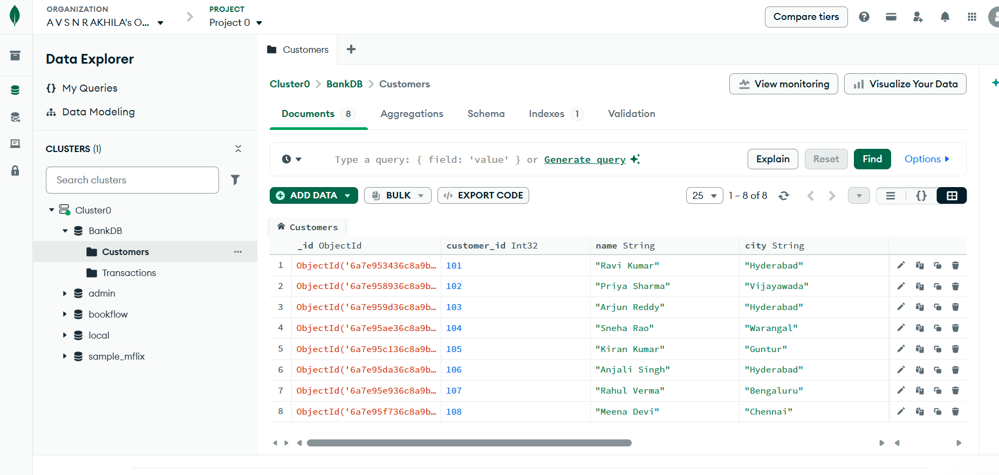 ORGANIZATION
A V S N R AKHILA's O...
PROJECT
Project 0
Compare tiers
Data Explorer
My Queries
Data Modeling
CLUSTERS (1)
Search clusters
Cluster0
BankDB
Customers
Transactions
admin
bookflow
local
sample_mflix
Customers
Cluster0 BankDB Customers
View monitoring Visualize Your Data
Documents 8 Aggregations Schema Indexes 1 Validation
Type a query: { field: 'value' } or Generate query
Explain Reset Find Options
ADD DATA BULK EXPORT CODE
25 1 – 8 of 8
Customers
_id ObjectId customer_id Int32 name String city String
1 ObjectId('6a7e953436c8a9b… 101 "Ravi Kumar" "Hyderabad"
2 ObjectId('6a7e958936c8a9b… 102 "Priya Sharma" "Vijayawada"
3 ObjectId('6a7e959d36c8a9b… 103 "Arjun Reddy" "Hyderabad"
4 ObjectId('6a7e95ae36c8a9b… 104 "Sneha Rao" "Warangal"
5 ObjectId('6a7e95c136c8a9b… 105 "Kiran Kumar" "Guntur"
6 ObjectId('6a7e95da36c8a9b… 106 "Anjali Singh" "Hyderabad"
7 ObjectId('6a7e95e936c8a9b… 107 "Rahul Verma" "Bengaluru"
8 ObjectId('6a7e95f736c8a9b… 108 "Meena Devi" "Chennai"